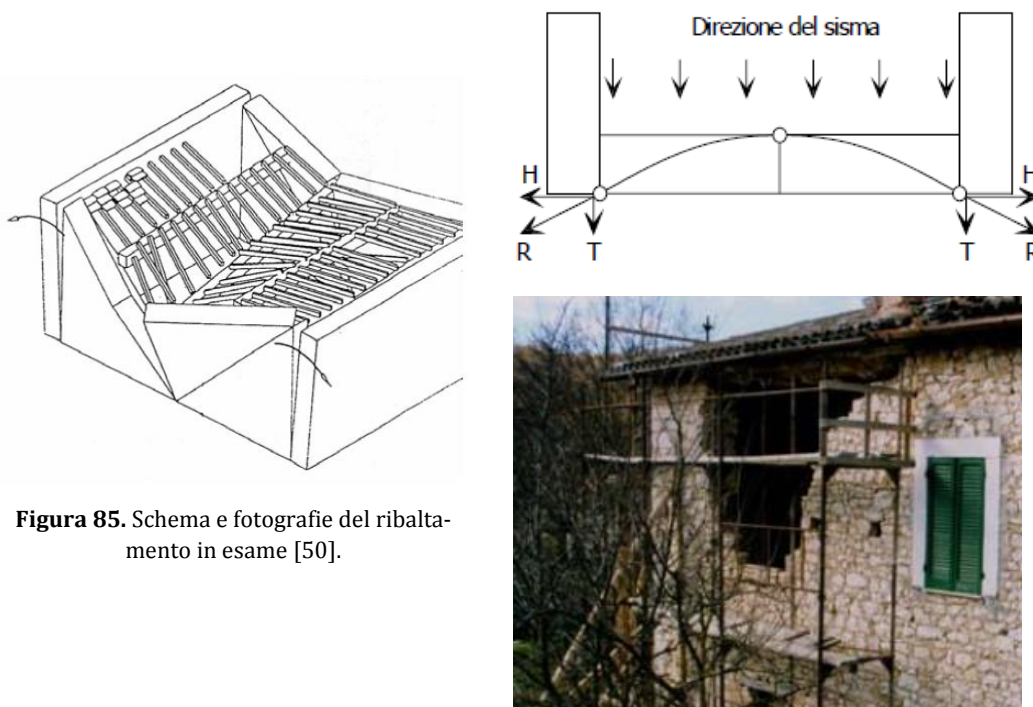 Direzione del sisma
H H
R T T R
Figura 85. Schema e fotografie del ribalta-
mento in esame [50].